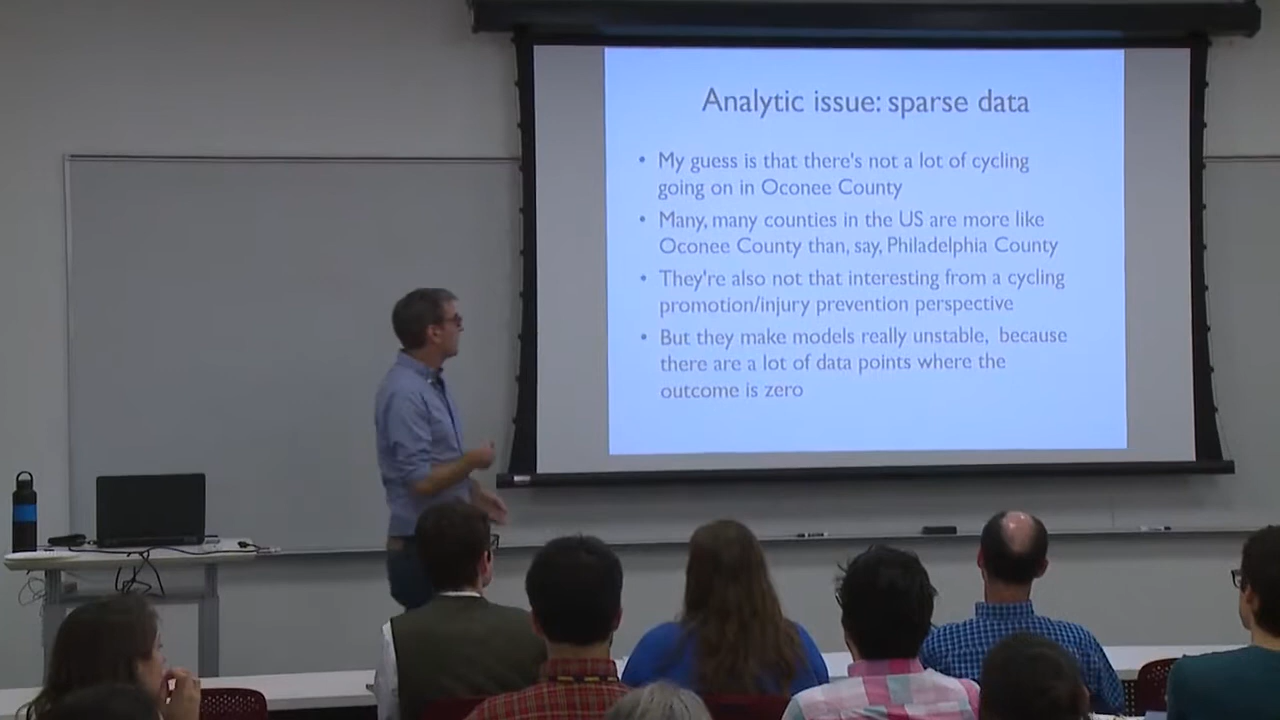 Analytic issue: sparse data
• My guess is that there's not a lot of cycling
going on in Oconee County
• Many, many counties in the US are more like
Oconee County than, say, Philadelphia County
• They're also not that interesting from a cycling
promotion/injury prevention perspective
• But they make models really unstable, because
there are a lot of data points where the
outcome is zero